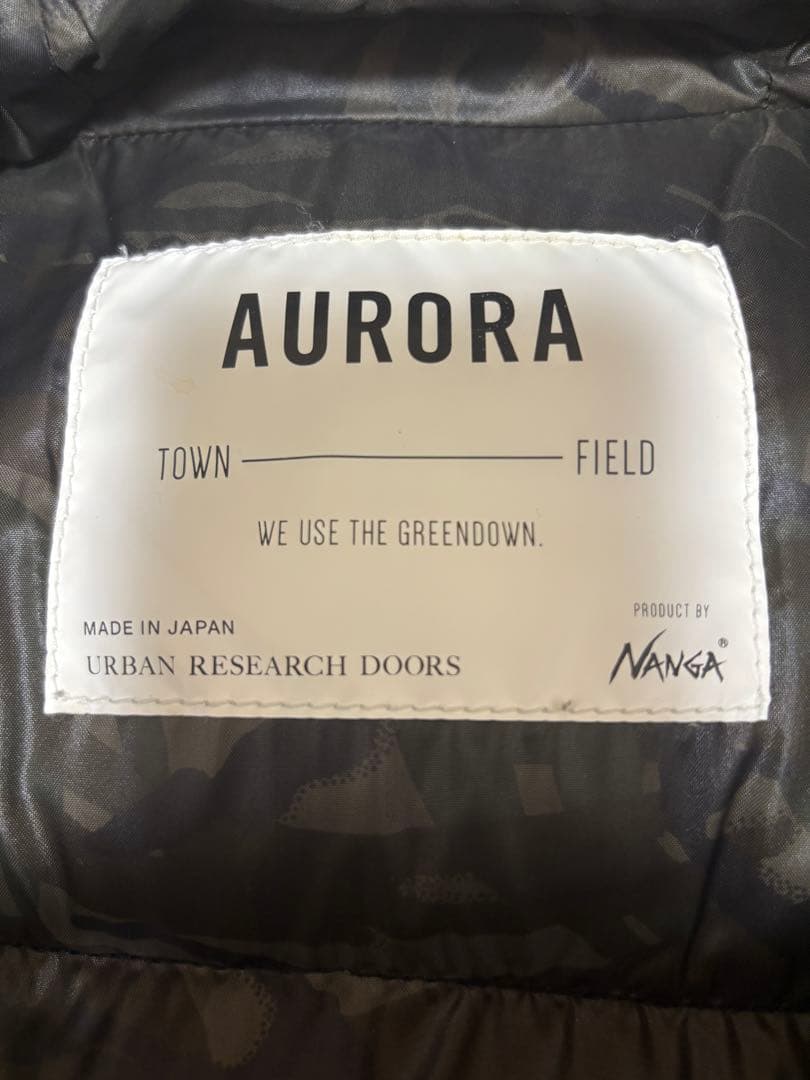 AURORA
TOWN FIELD
WE USE THE GREENDOWN.
MADE IN JAPAN
URBAN RESEARCH DOORS
PRODUCT BY
NANGA®